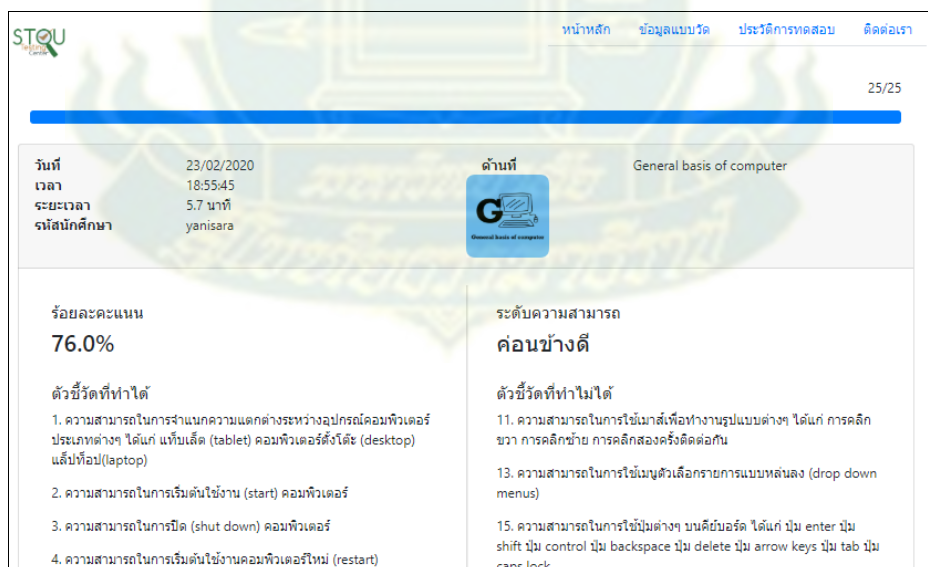 STOU
Testing
Centre
หน้าหลัก ข้อมูลแบบวัด ประวัติการทดสอบ ติดต่อเรา
25/25
วันที่ 23/02/2020
เวลา 18:55:45
ระยะเวลา 5.7 นาที
รหัสนักศึกษา yanisara
ด้านที่ General basis of computer
G
General basis of computer
ร้อยละคะแนน
76.0%
ตัวชี้วัดที่ทำได้
1. ความสามารถในการจำแนกความแตกต่างระหว่างอุปกรณ์คอมพิวเตอร์
ประเภทต่างๆ ได้แก่ แท็บเล็ต (tablet) คอมพิวเตอร์ตั้งโต๊ะ (desktop)
แล็ปท็อป(laptop)
2. ความสามารถในการเริ่มต้นใช้งาน (start) คอมพิวเตอร์
3. ความสามารถในการปิด (shut down) คอมพิวเตอร์
4. ความสามารถในการเริ่มต้นใช้งานคอมพิวเตอร์ใหม่ (restart)
ระดับความสามารถ
ค่อนข้างดี
ตัวชี้วัดที่ทำไม่ได้
11. ความสามารถในการใช้เมาส์เพื่อทำงานรูปแบบต่างๆ ได้แก่ การคลิก
ขวา การคลิกซ้าย การคลิกสองครั้งติดต่อกัน
13. ความสามารถในการใช้เมนูตัวเลือกรายการแบบหล่นลง (drop down
menus)
15. ความสามารถในการใช้ปุ่มต่างๆ บนคีย์บอร์ด ได้แก่ ปุ่ม enter ปุ่ม
shift ปุ่ม control ปุ่ม backspace ปุ่ม delete ปุ่ม arrow keys ปุ่ม tab ปุ่ม
caps lock